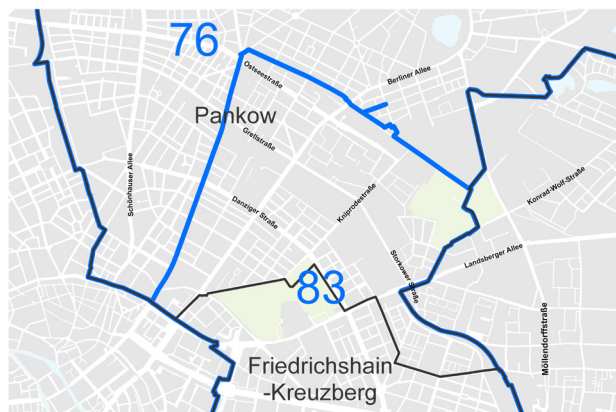 76
Ostseestraße
Berliner Allee
Pankow
Grellstraße
Schönhauser Allee
Konrad-Wolf-Straße
Kniprodestraße
Danziger Straße
Storkower Straße
Landsberger Allee
83
Möllendorffstraße
Friedrichshain
-Kreuzberg